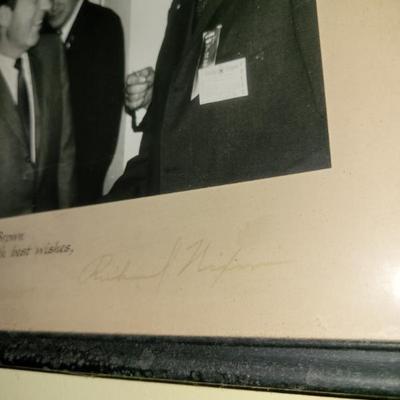 Brown
best wishes,
Richard Nixon